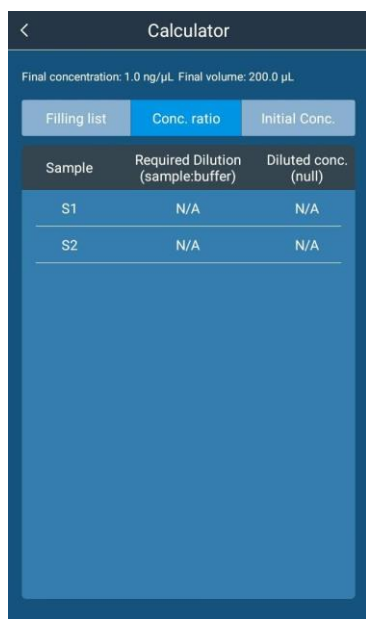 Calculator
Final concentration: 1.0 ng/µL Final volume: 200.0 µL
Filling list Conc. ratio Initial Conc.
Sample Required Dilution (sample:buffer) Diluted conc. (null)
S1 N/A N/A
S2 N/A N/A